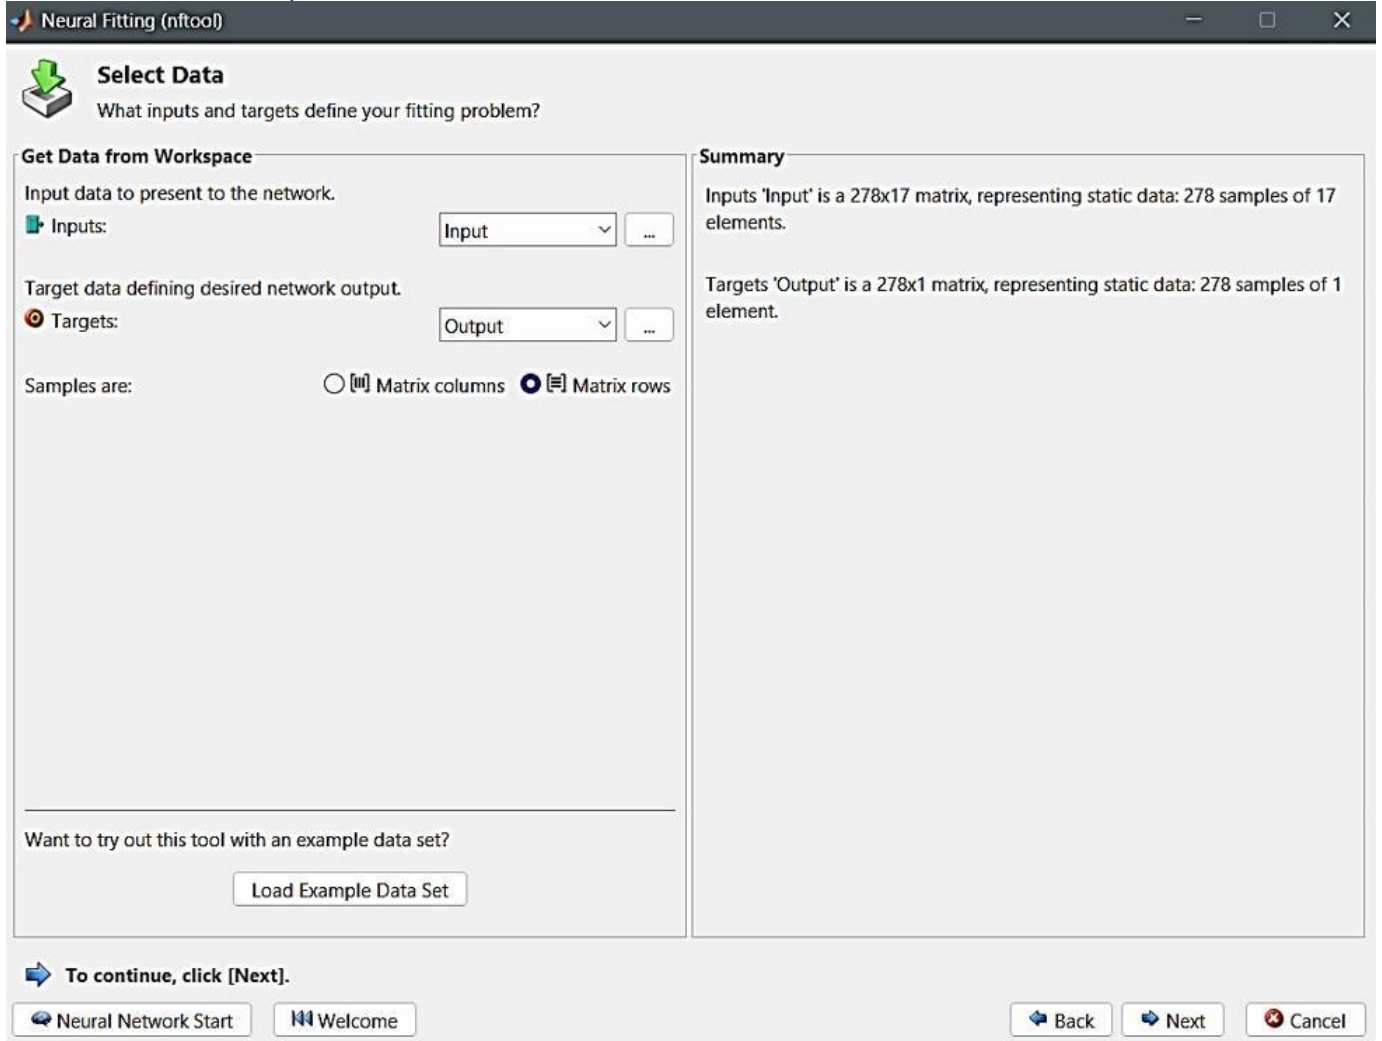 Neural Fitting (nftool)
Select Data
What inputs and targets define your fitting problem?
Get Data from Workspace
Input data to present to the network.
Inputs:
Input
...
Target data defining desired network output.
Targets:
Output
...
Samples are:
Matrix columns
Matrix rows
Want to try out this tool with an example data set?
Load Example Data Set
Summary
Inputs 'Input' is a 278x17 matrix, representing static data: 278 samples of 17
elements.
Targets 'Output' is a 278x1 matrix, representing static data: 278 samples of 1
element.
To continue, click [Next].
Neural Network Start
Welcome
Back
Next
Cancel